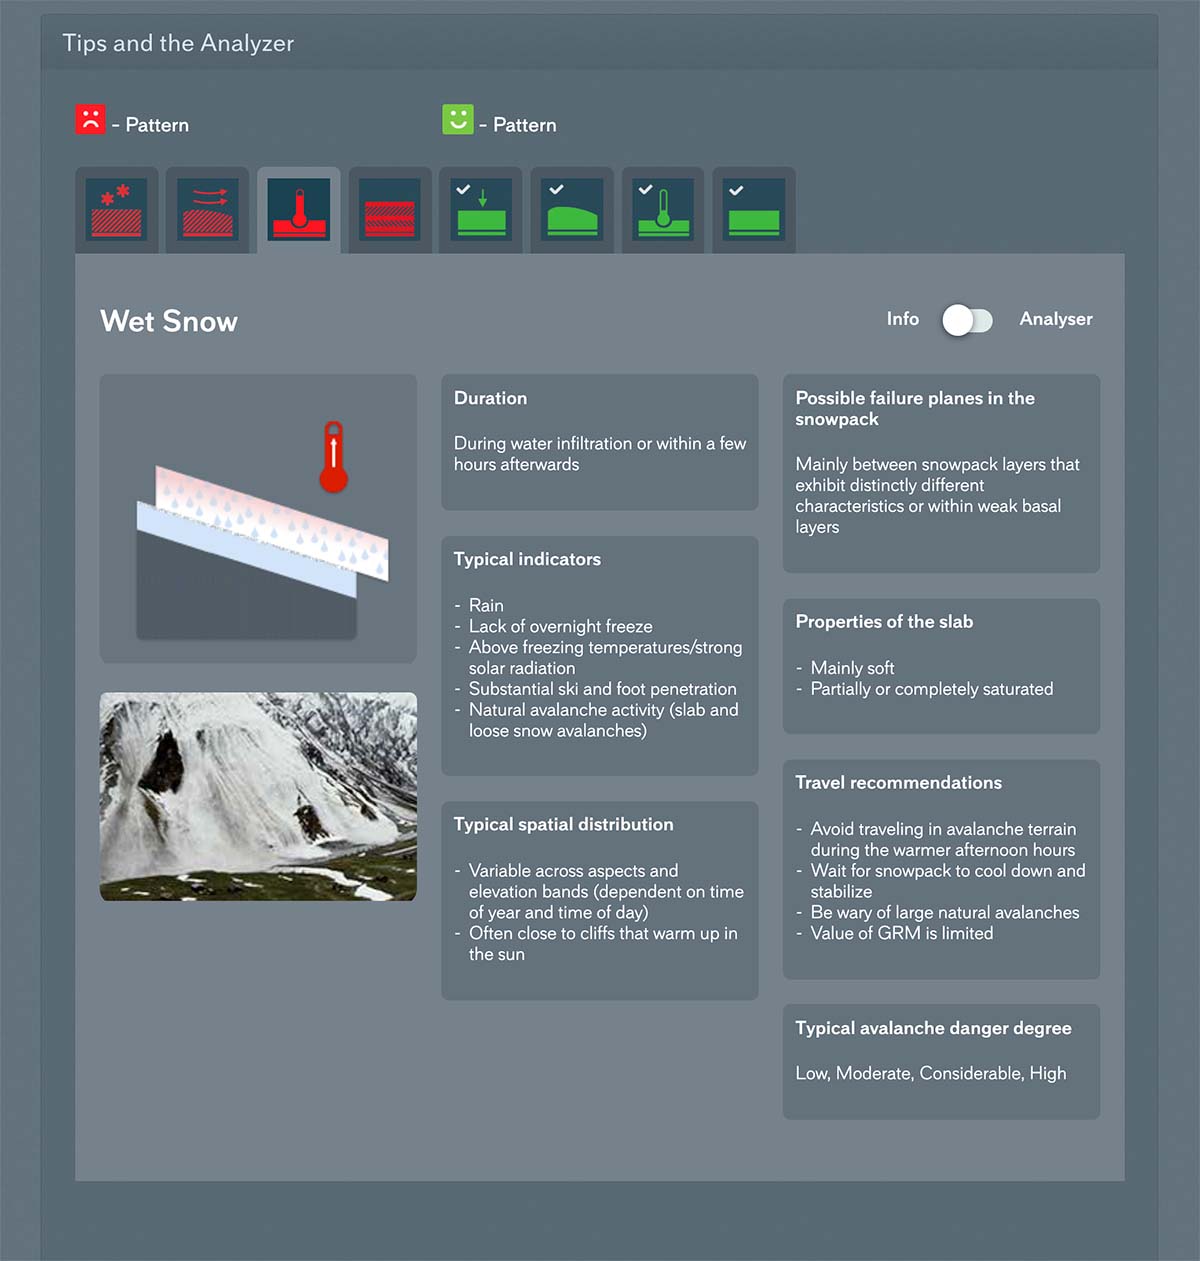 Tips and the Analyzer
- Pattern
- Pattern
Wet Snow
Info
Analyser
Duration
During water infiltration or within a few
hours afterwards
Typical indicators
- Rain
- Lack of overnight freeze
- Above freezing temperatures/strong
solar radiation
- Substantial ski and foot penetration
- Natural avalanche activity (slab and
loose snow avalanches)
Typical spatial distribution
- Variable across aspects and
elevation bands (dependent on time
of year and time of day)
- Often close to cliffs that warm up in
the sun
Possible failure planes in the
snowpack
Mainly between snowpack layers that
exhibit distinctly different
characteristics or within weak basal
layers
Properties of the slab
- Mainly soft
- Partially or completely saturated
Travel recommendations
- Avoid traveling in avalanche terrain
during the warmer afternoon hours
- Wait for snowpack to cool down and
stabilize
- Be wary of large natural avalanches
- Value of GRM is limited
Typical avalanche danger degree
Low, Moderate, Considerable, High